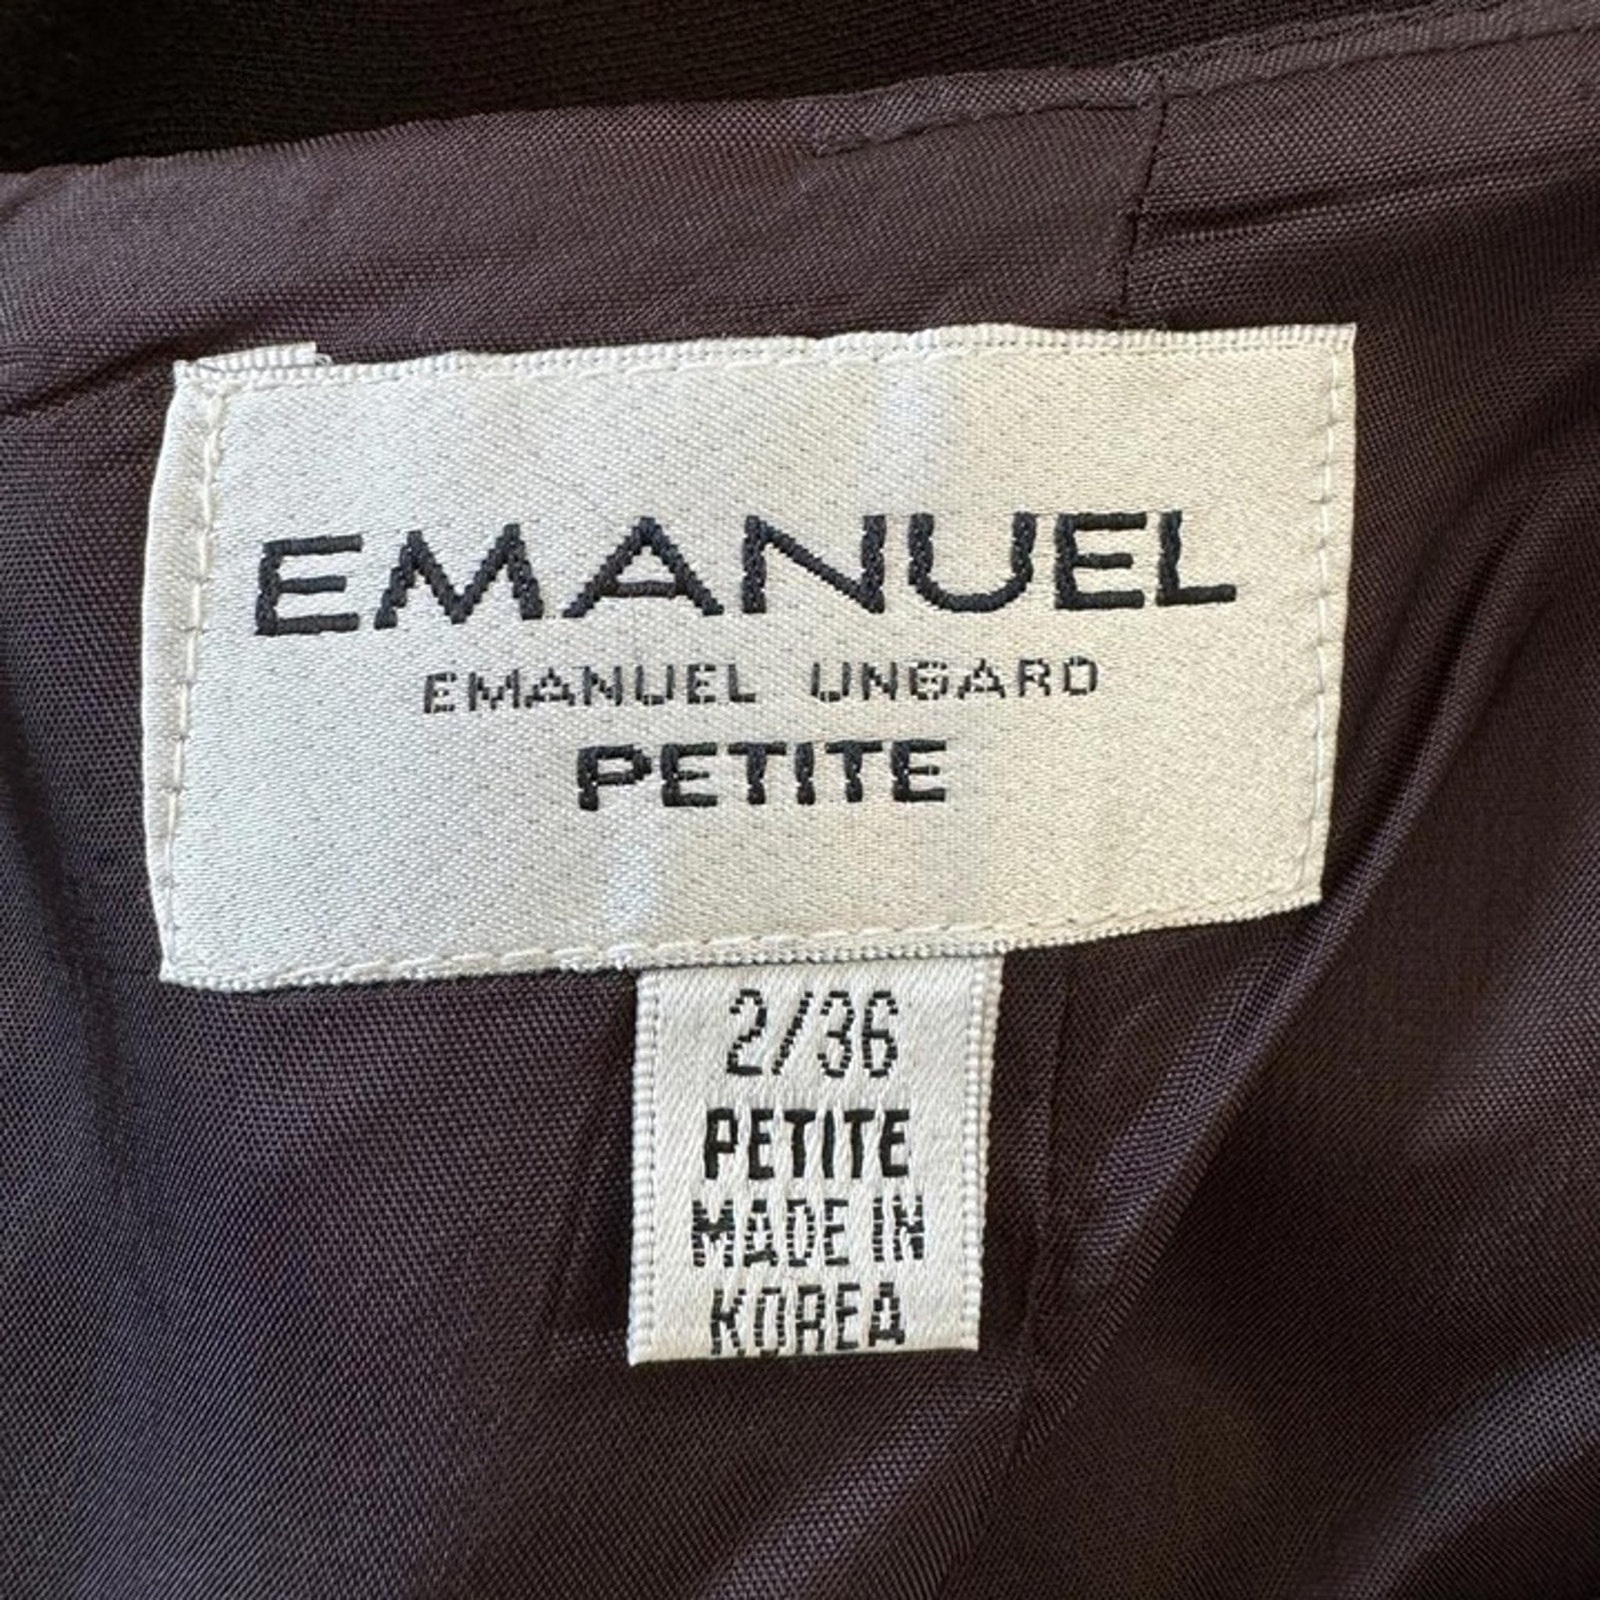 EMANUEL
EMANUEL UNGARO
PETITE
2/36
PETITE
MADE IN
KOREA